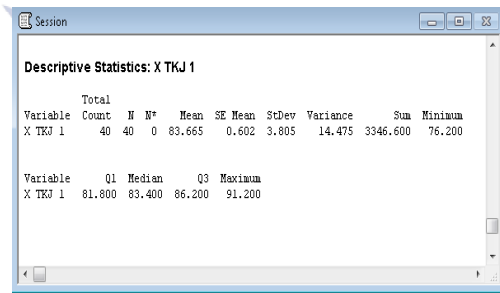 Session
Descriptive Statistics: X TKJ 1
Total
Variable Count N N* Mean SE Mean StDev Variance Sum Minimum
X TKJ 1 40 40 0 83.665 0.602 3.805 14.475 3346.600 76.200
Variable Q1 Median Q3 Maximum
X TKJ 1 81.800 83.400 86.200 91.200